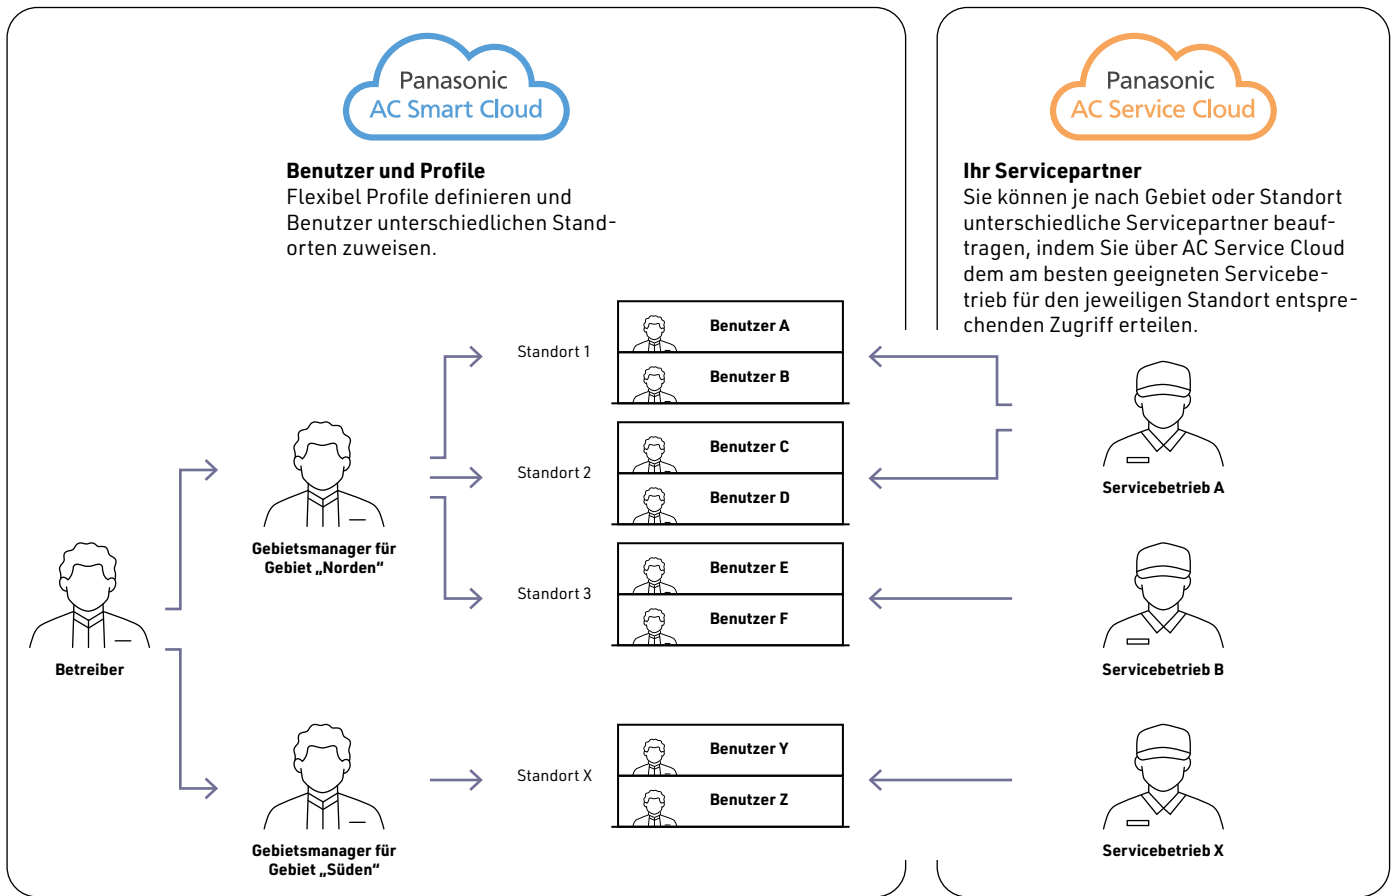 Panasonic
AC Smart Cloud
Benutzer und Profile
Flexibel Profile definieren und
Benutzer unterschiedlichen Stand-
orten zuweisen.
Betreiber
Gebietsmanager für
Gebiet „Norden“
Gebietsmanager für
Gebiet „Süden“
Standort 1
Benutzer A
Benutzer B
Standort 2
Benutzer C
Benutzer D
Standort 3
Benutzer E
Benutzer F
Standort X
Benutzer Y
Benutzer Z
Panasonic
AC Service Cloud
Ihr Servicepartner
Sie können je nach Gebiet oder Standort
unterschiedliche Servicepartner beauf-
tragen, indem Sie über AC Service Cloud
dem am besten geeigneten Servicebe-
trieb für den jeweiligen Standort entspre-
chenden Zugriff erteilen.
Servicebetrieb A
Servicebetrieb B
Servicebetrieb X